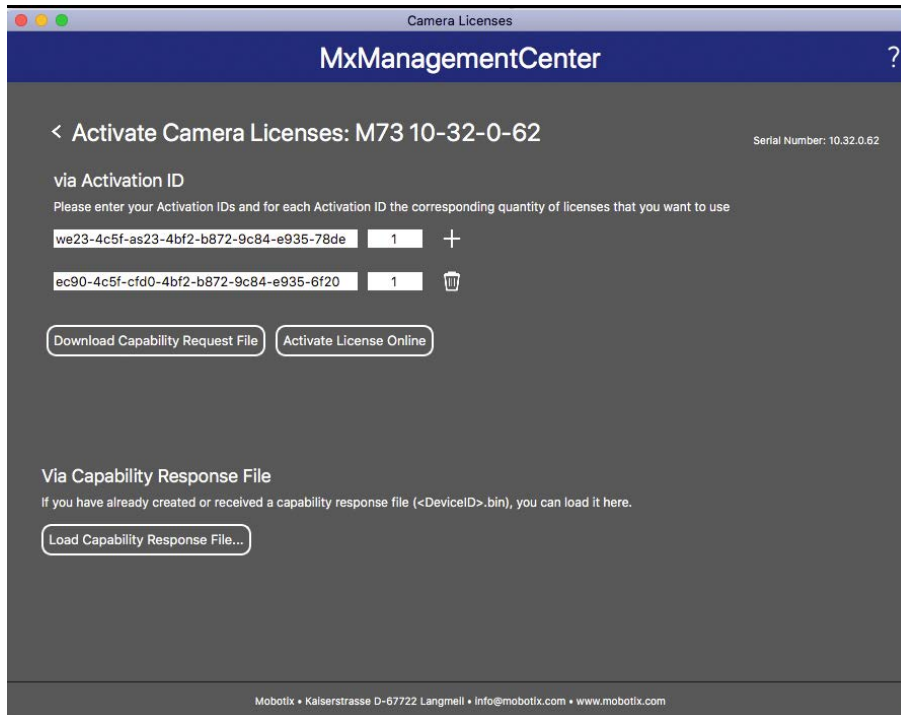 Camera Licenses
MxManagementCenter
?
< Activate Camera Licenses: M73 10-32-0-62
Serial Number: 10.32.0.62
via Activation ID
Please enter your Activation IDs and for each Activation ID the corresponding quantity of licenses that you want to use
we23-4c5f-as23-4bf2-b872-9c84-e935-78de 1 +
ec90-4c5f-cfd0-4bf2-b872-9c84-e935-6f20 1
Download Capability Request File Activate License Online
Via Capability Response File
If you have already created or received a capability response file (<DeviceID>.bin), you can load it here.
Load Capability Response File...
Mobotix • Kaiserstrasse D-67722 Langmeil • info@mobotix.com • www.mobotix.com